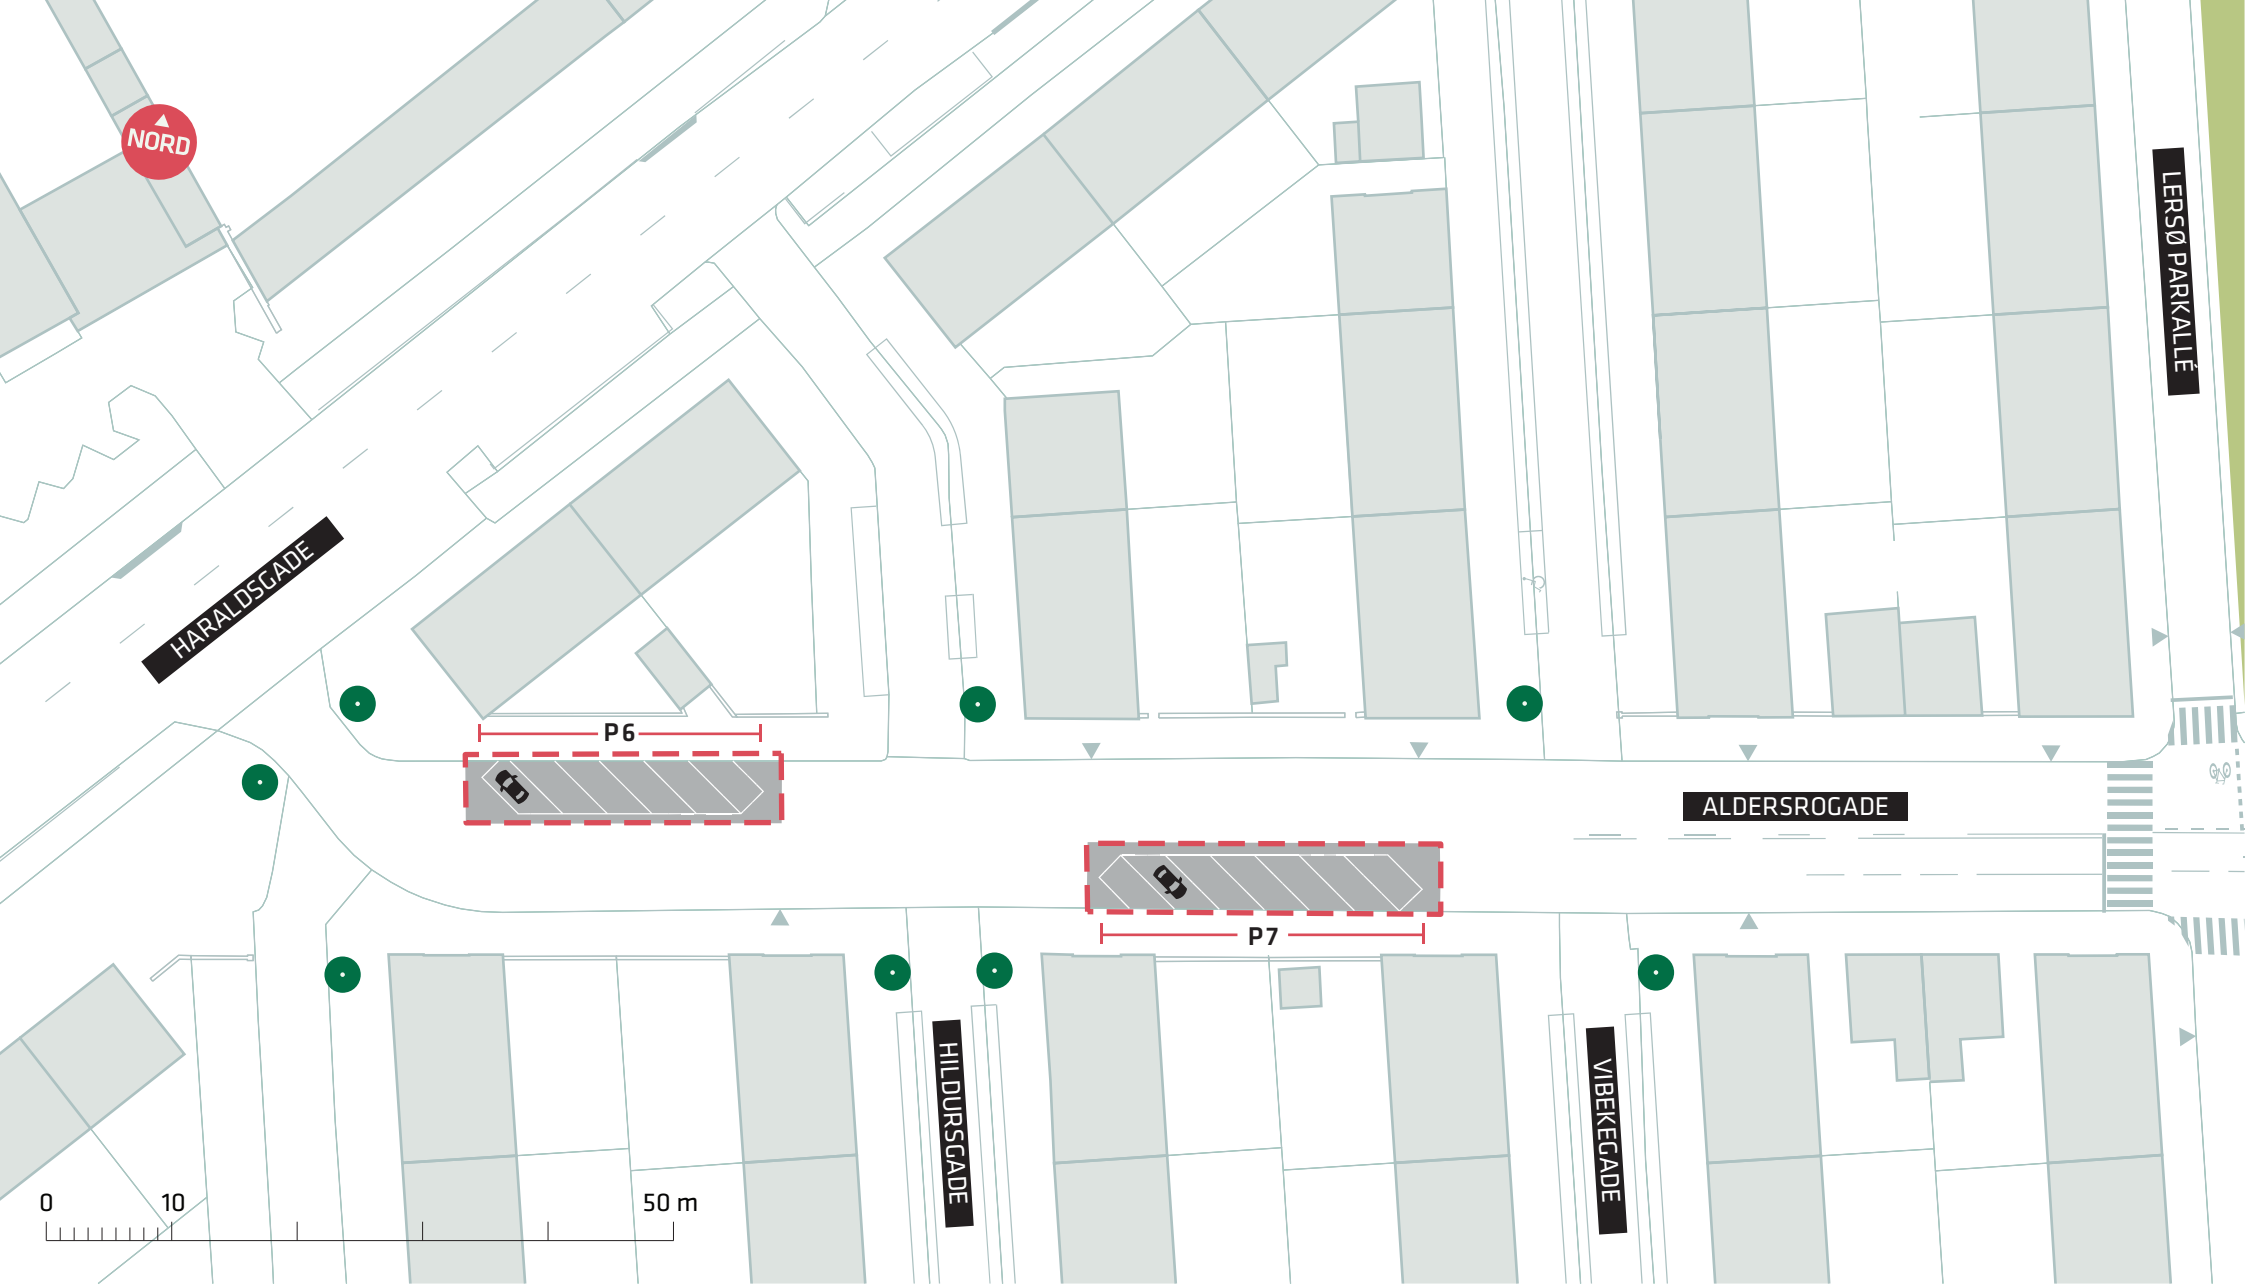 NORD
LERSØ PARKALLÉ
HARALDSGADE
P6
ALDERSROGADE
P7
HILDURSGADE
VIBEKEGADE
0 10 50 m